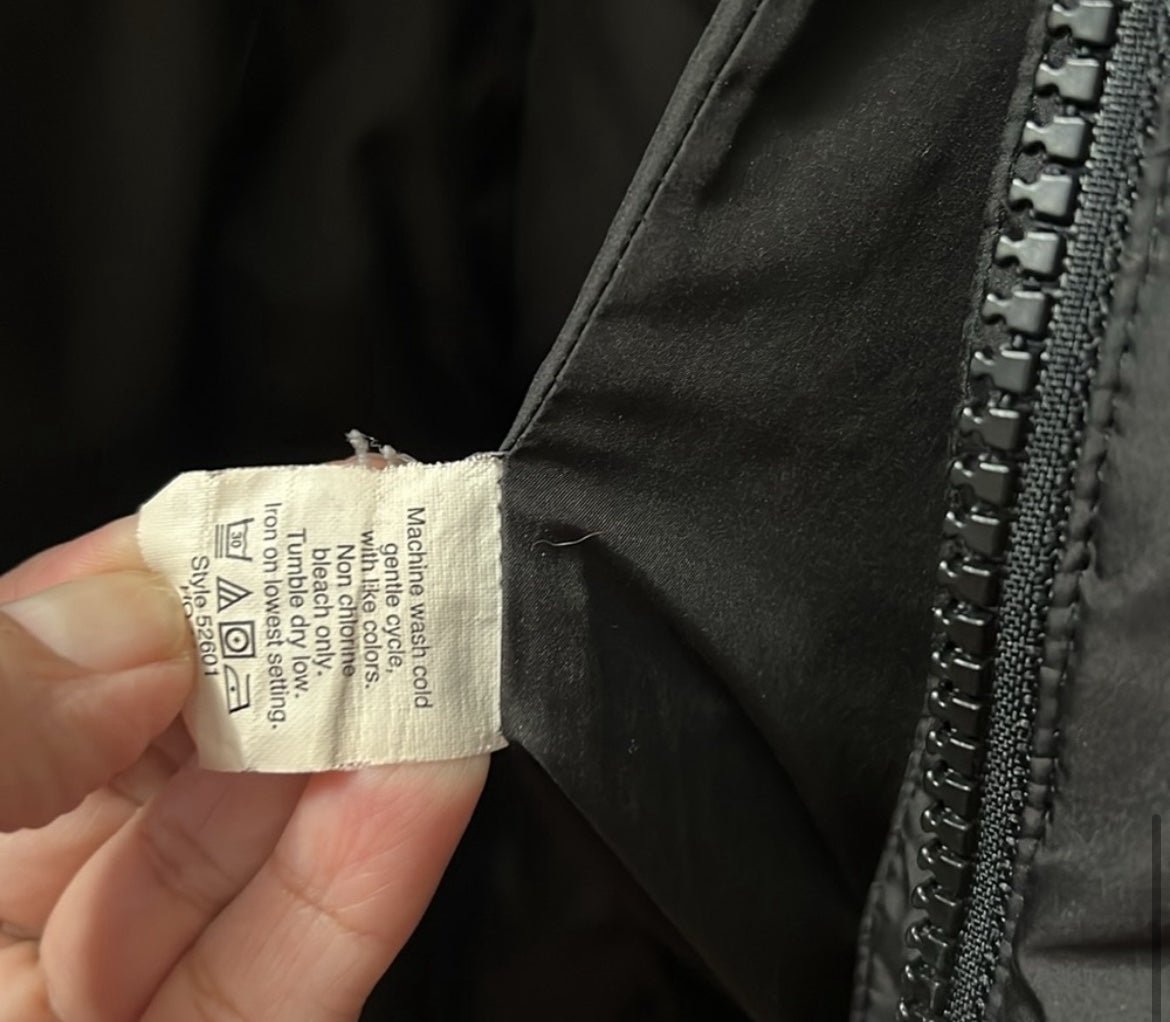 Machine wash cold
gentle cycle,
with like colors.
Non chlorine
bleach only.
Tumble dry low.
Iron on lowest setting.
30
Style 52601